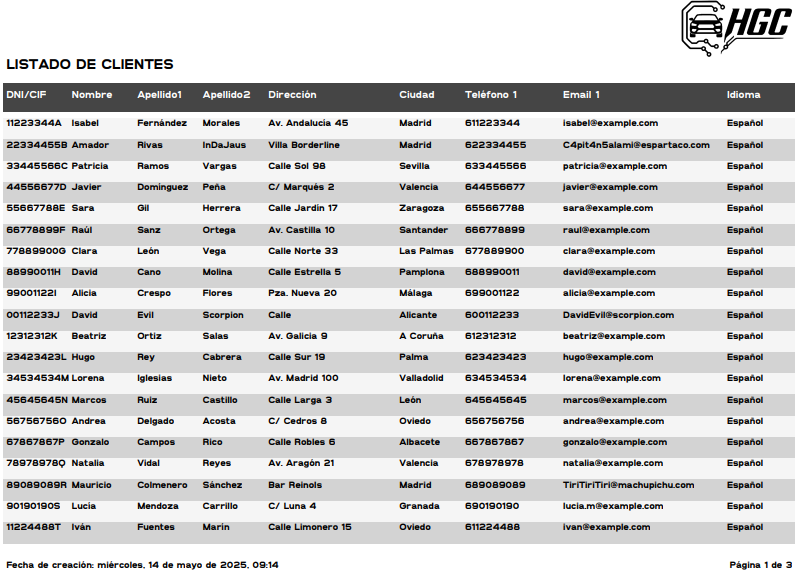 HGC
LISTADO DE CLIENTES
DNI/CIF Nombre Apellido1 Apellido2 Dirección Ciudad Teléfono 1 Email 1 Idioma
11223344A Isabel Fernández Morales Av. Andalucía 45 Madrid 611223344 isabel@example.com Español
22334455B Amador Rivas InDaJaus Villa Borderline Madrid 622334455 C4pit4n5alami@espartaco.com Español
33445566C Patricia Ramos Vargas Calle Sol 98 Sevilla 633445566 patricia@example.com Español
44556677D Javier Domínguez Peña C/ Marqués 2 Valencia 644556677 javier@example.com Español
55667788E Sara Gil Herrera Calle Jardín 17 Zaragoza 655667788 sara@example.com Español
66778899F Raúl Sanz Ortega Av. Castilla 10 Santander 666778899 raul@example.com Español
77889900G Clara León Vega Calle Norte 33 Las Palmas 677889900 clara@example.com Español
88990011H David Cano Molina Calle Estrella 5 Pamplona 688990011 david@example.com Español
99001122I Alicia Crespo Flores Pza. Nueva 20 Málaga 699001122 alicia@example.com Español
00112233J David Evil Scorpion Calle Alicante 600112233 DavidEvil@scorpion.com Español
12312312K Beatriz Ortiz Salas Av. Galicia 9 A Coruña 612312312 beatriz@example.com Español
23423423L Hugo Rey Cabrera Calle Sur 19 Palma 623423423 hugo@example.com Español
34534534M Lorena Iglesias Nieto Av. Madrid 100 Valladolid 634534534 lorena@example.com Español
45645645N Marcos Ruiz Castillo Calle Larga 3 León 645645645 marcos@example.com Español
56756756O Andrea Delgado Acosta C/ Cedros 8 Oviedo 656756756 andrea@example.com Español
67867867P Gonzalo Campos Rico Calle Robles 6 Albacete 667867867 gonzalo@example.com Español
78978978Q Natalia Vidal Reyes Av. Aragón 21 Valencia 678978978 natalia@example.com Español
89089089R Mauricio Colmenero Sánchez Bar Reinols Madrid 689089089 TiriTiriTiri@machupichu.com Español
90190190S Lucía Mendoza Carrillo C/ Luna 4 Granada 690190190 lucia.m@example.com Español
11224488T Iván Fuentes Marín Calle Limonero 15 Oviedo 611224488 ivan@example.com Español
Fecha de creación: miércoles, 14 de mayo de 2025, 09:14 Página 1 de 3